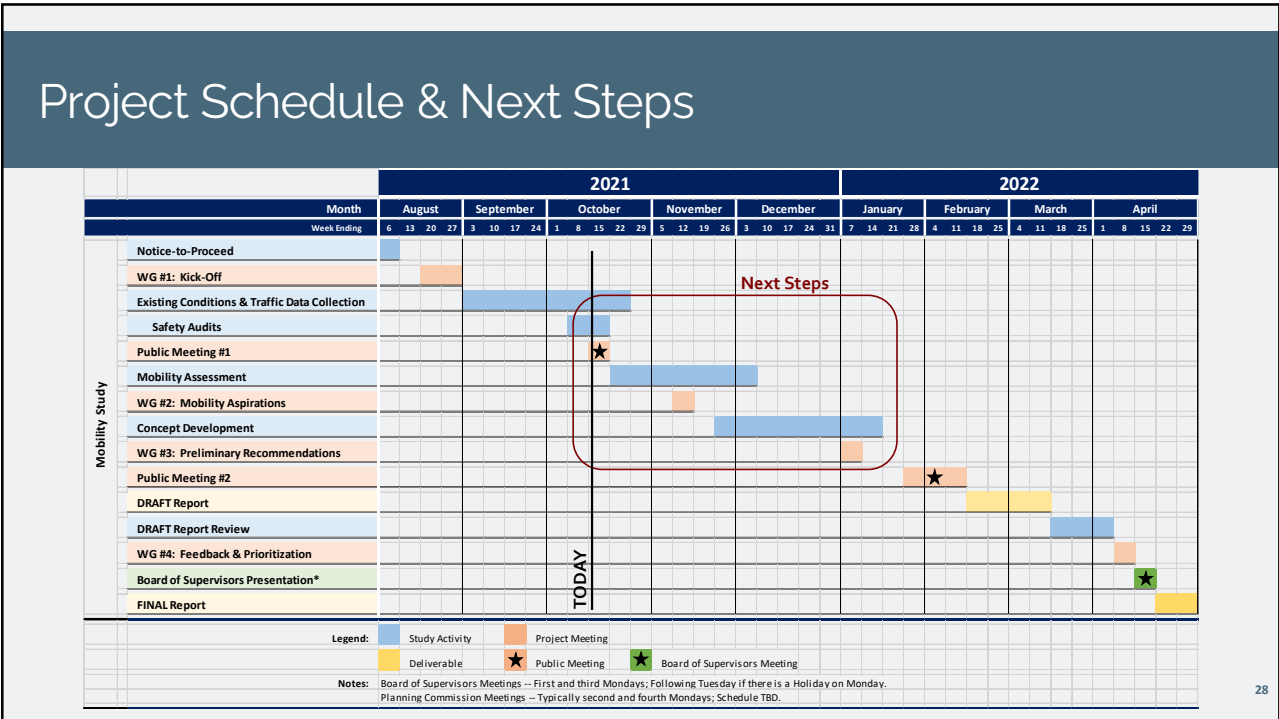 Project Schedule & Next Steps
2021 2022
Month August September October November December January February March April
Week Ending 6 13 20 27 3 10 17 24 1 8 15 22 29 5 12 19 26 3 10 17 24 31 7 14 21 28 4 11 18 25 4 11 18 25 1 8 15 22 29
Mobility Study
Notice-to-Proceed
WG #1: Kick-Off
Next Steps
Existing Conditions & Traffic Data Collection
Safety Audits
Public Meeting #1
Mobility Assessment
WG #2: Mobility Aspirations
Concept Development
WG #3: Preliminary Recommendations
Public Meeting #2
DRAFT Report
DRAFT Report Review
WG #4: Feedback & Prioritization
Board of Supervisors Presentation*
FINAL Report
TODAY
Legend: Study Activity Project Meeting
Deliverable Public Meeting Board of Supervisors Meeting
Notes: Board of Supervisors Meetings -- First and third Mondays; Following Tuesday if there is a Holiday on Monday.
Planning Commission Meetings -- Typically second and fourth Mondays; Schedule TBD.
28